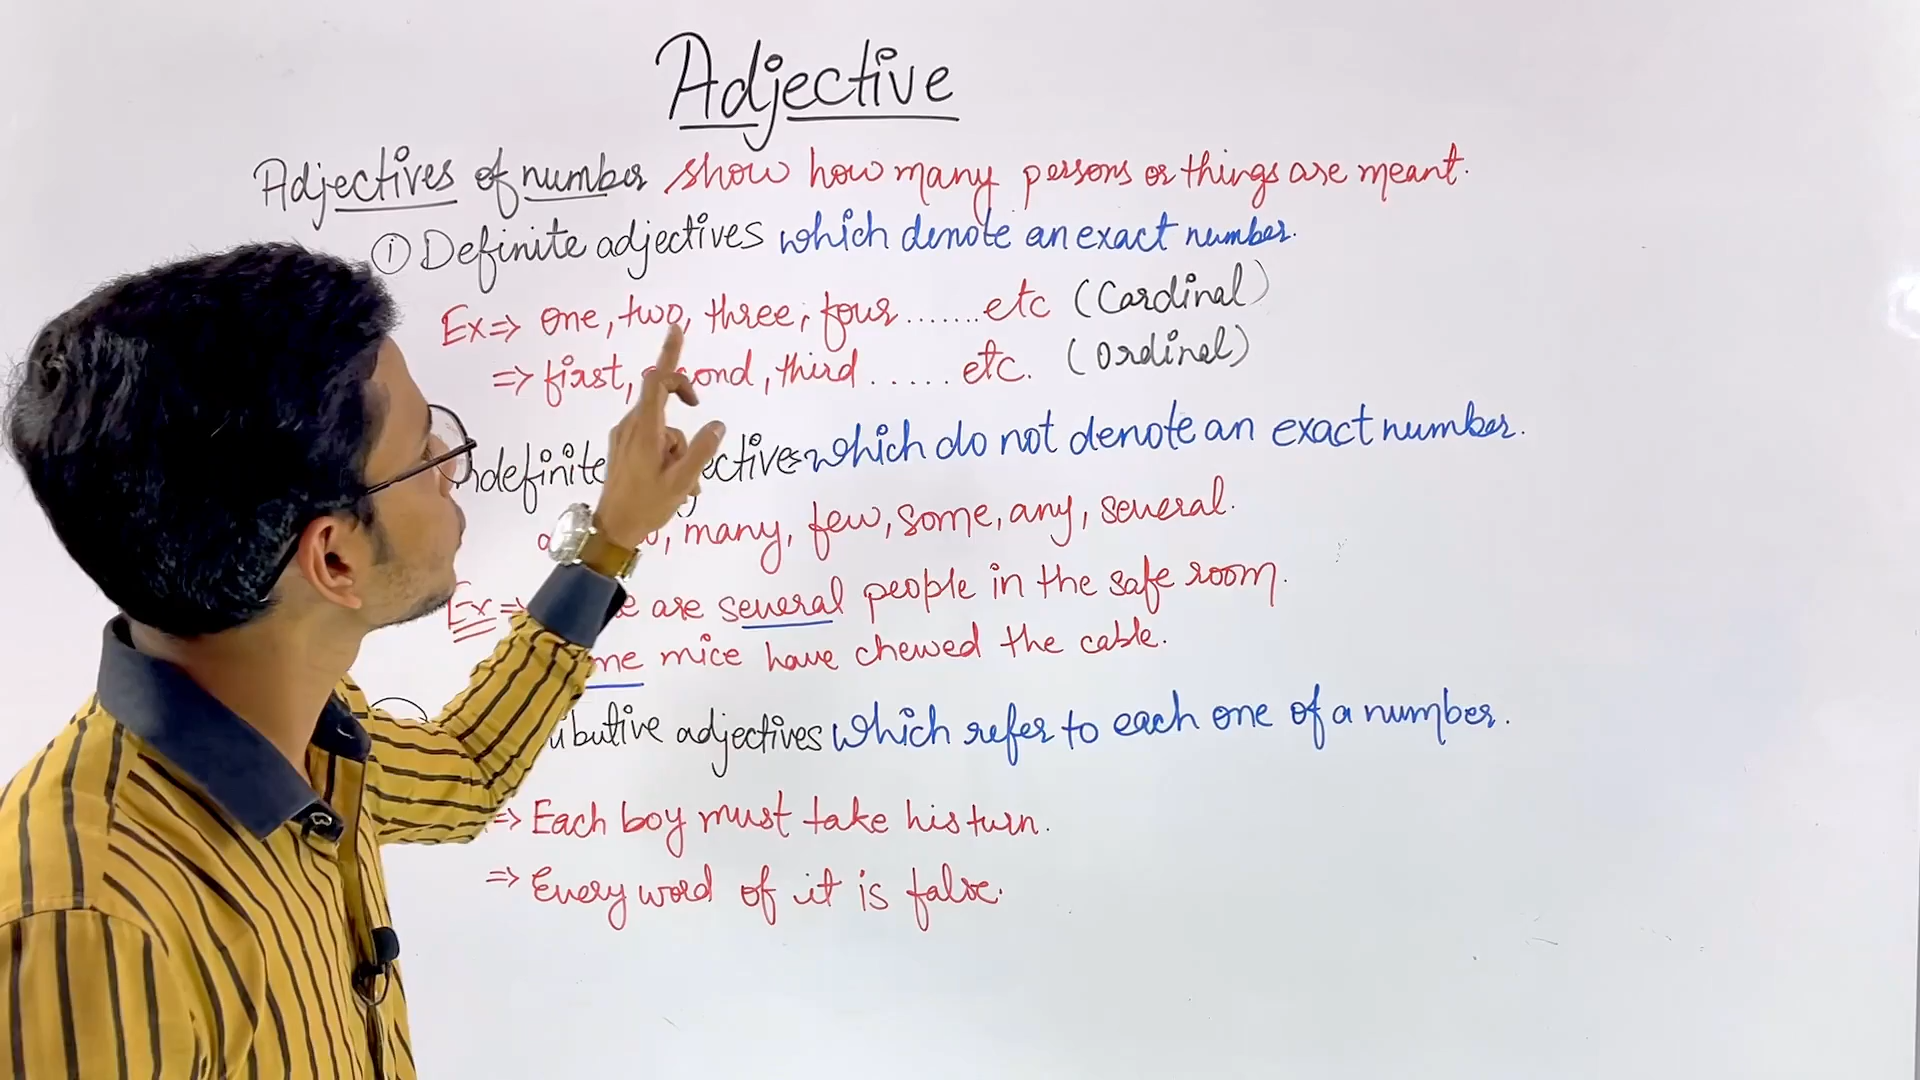 Adjective
Adjectives of number show how many persons or things are meant.
① Definite adjectives which denote an exact number.
Ex⇒ one, two, three, four.......etc (Cardinal)
⇒ first, second, third ..... etc. (Ordinal)
which do not denote an exact number.
many, few, some, any, several.
Ex⇒ are several people in the safe room.
mice have chewed the cable.
adjectives which refer to each one of a number.
⇒ Each boy must take his turn.
⇒ Every word of it is false.